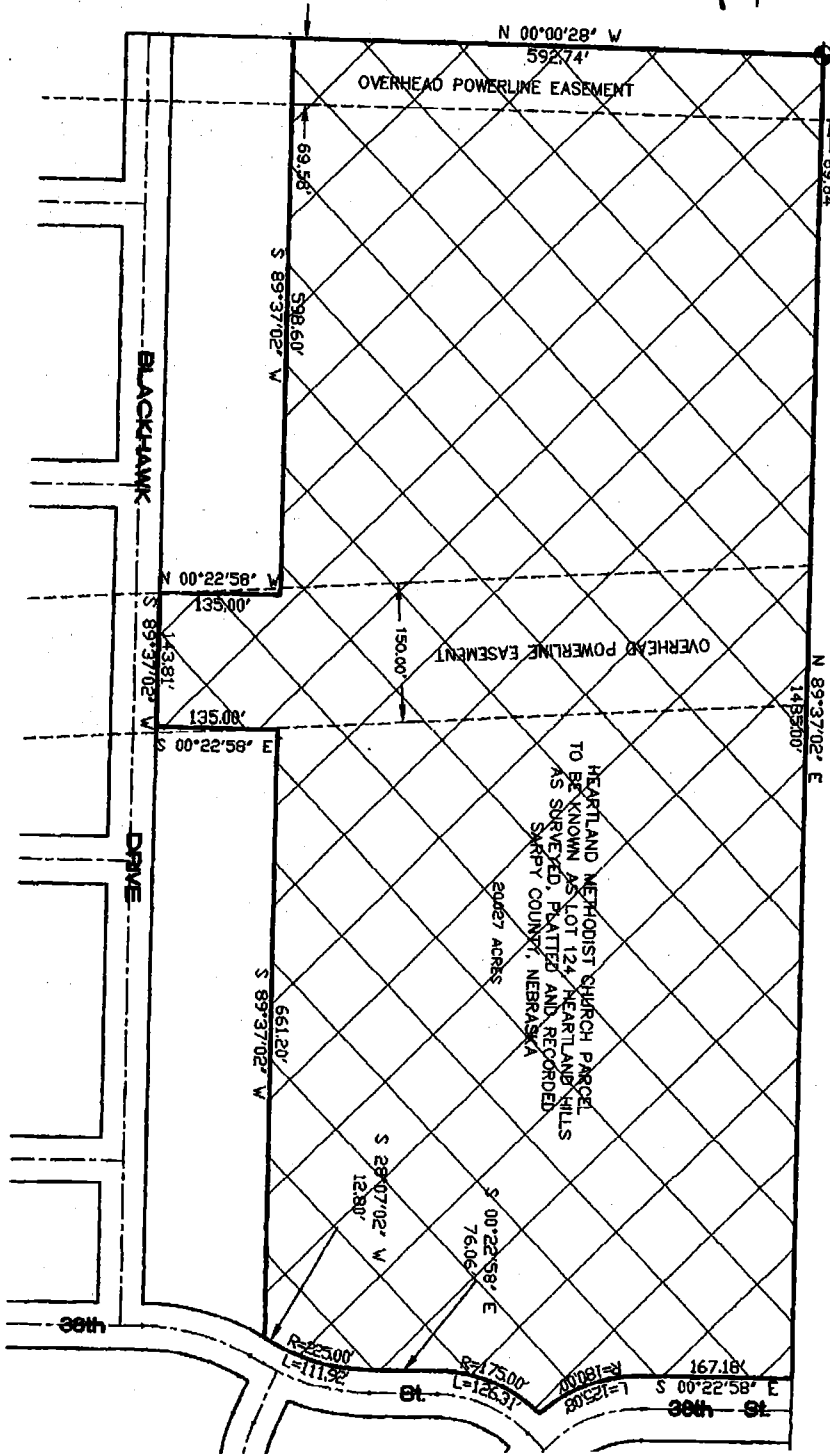 N 00°00'28" W
592.74'
OVERHEAD POWERLINE EASEMENT
69.58'
598.60'
S 89°37'02" W
BLACKHAWK
DRIVE
N 00°22'58" W
135.00'
143.81'
S 89°37'02" W
135.00'
S 00°22'58" E
150.00'
OVERHEAD POWERLINE EASEMENT
N 89°37'02" E
1485.00'
HEARTLAND METHODIST CHURCH PARCEL
TO BE KNOWN AS LOT 124, HEARTLAND HILLS
AS SURVEYED, PLATTED AND RECORDED
SARPY COUNTY, NEBRASKA
20.027 ACRES
661.20'
S 89°37'02" W
S 28°07'02" W
12.80'
S 00°22'58" E
76.06'
R=225.00'
L=111.92'
R=175.00'
L=126.31'
R=180.00'
L=125.08'
167.18'
S 00°22'58" E
36th St.
St.